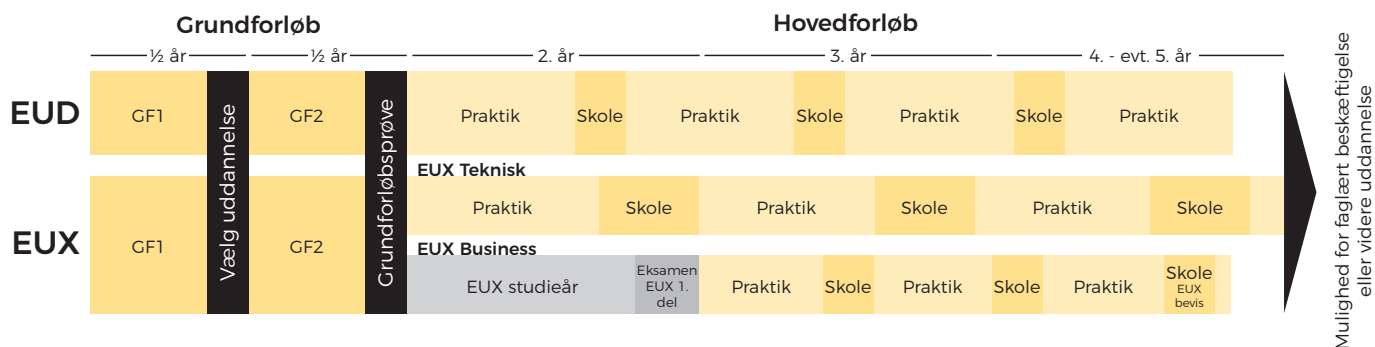 Grundforløb
Hovedforløb
½ år
½ år
2. år
3. år
4. - evt. 5. år
EUD
GF1
Vælg uddannelse
GF2
Grundforløbsprøve
Praktik
Skole
Praktik
Skole
Praktik
Skole
Praktik
EUX
GF1
GF2
EUX Teknisk
Praktik
Skole
Praktik
Skole
Praktik
Skole
EUX Business
EUX studieår
Eksamen
EUX 1.
del
Praktik
Skole
Praktik
Skole
Praktik
Skole
EUX
bevis
Mulighed for faglært beskæftigelse
eller videre uddannelse